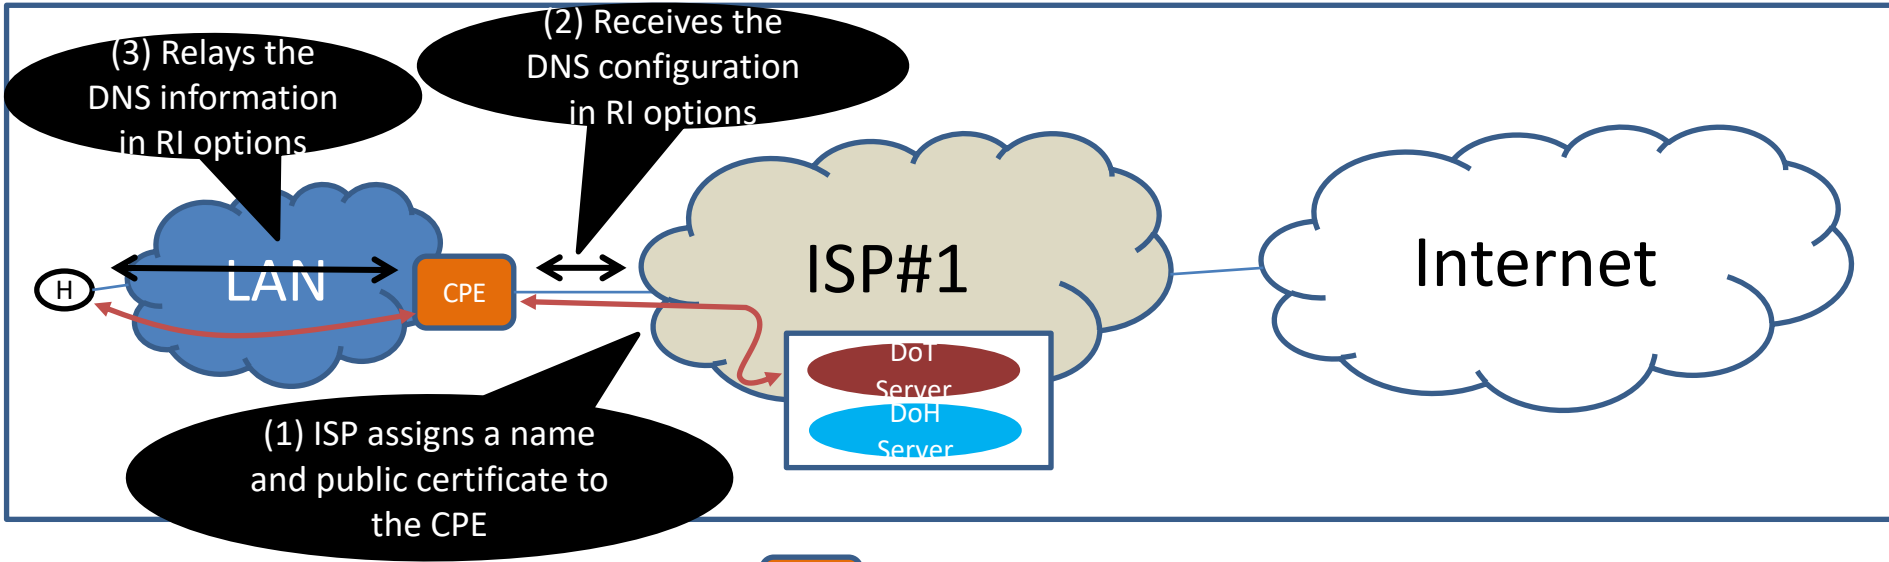 (3) Relays the
DNS information
in RI options
(2) Receives the
DNS configuration
in RI options
H
LAN
CPE
ISP#1
Internet
DoT
Server
DoH
Server
(1) ISP assigns a name
and public certificate to
the CPE